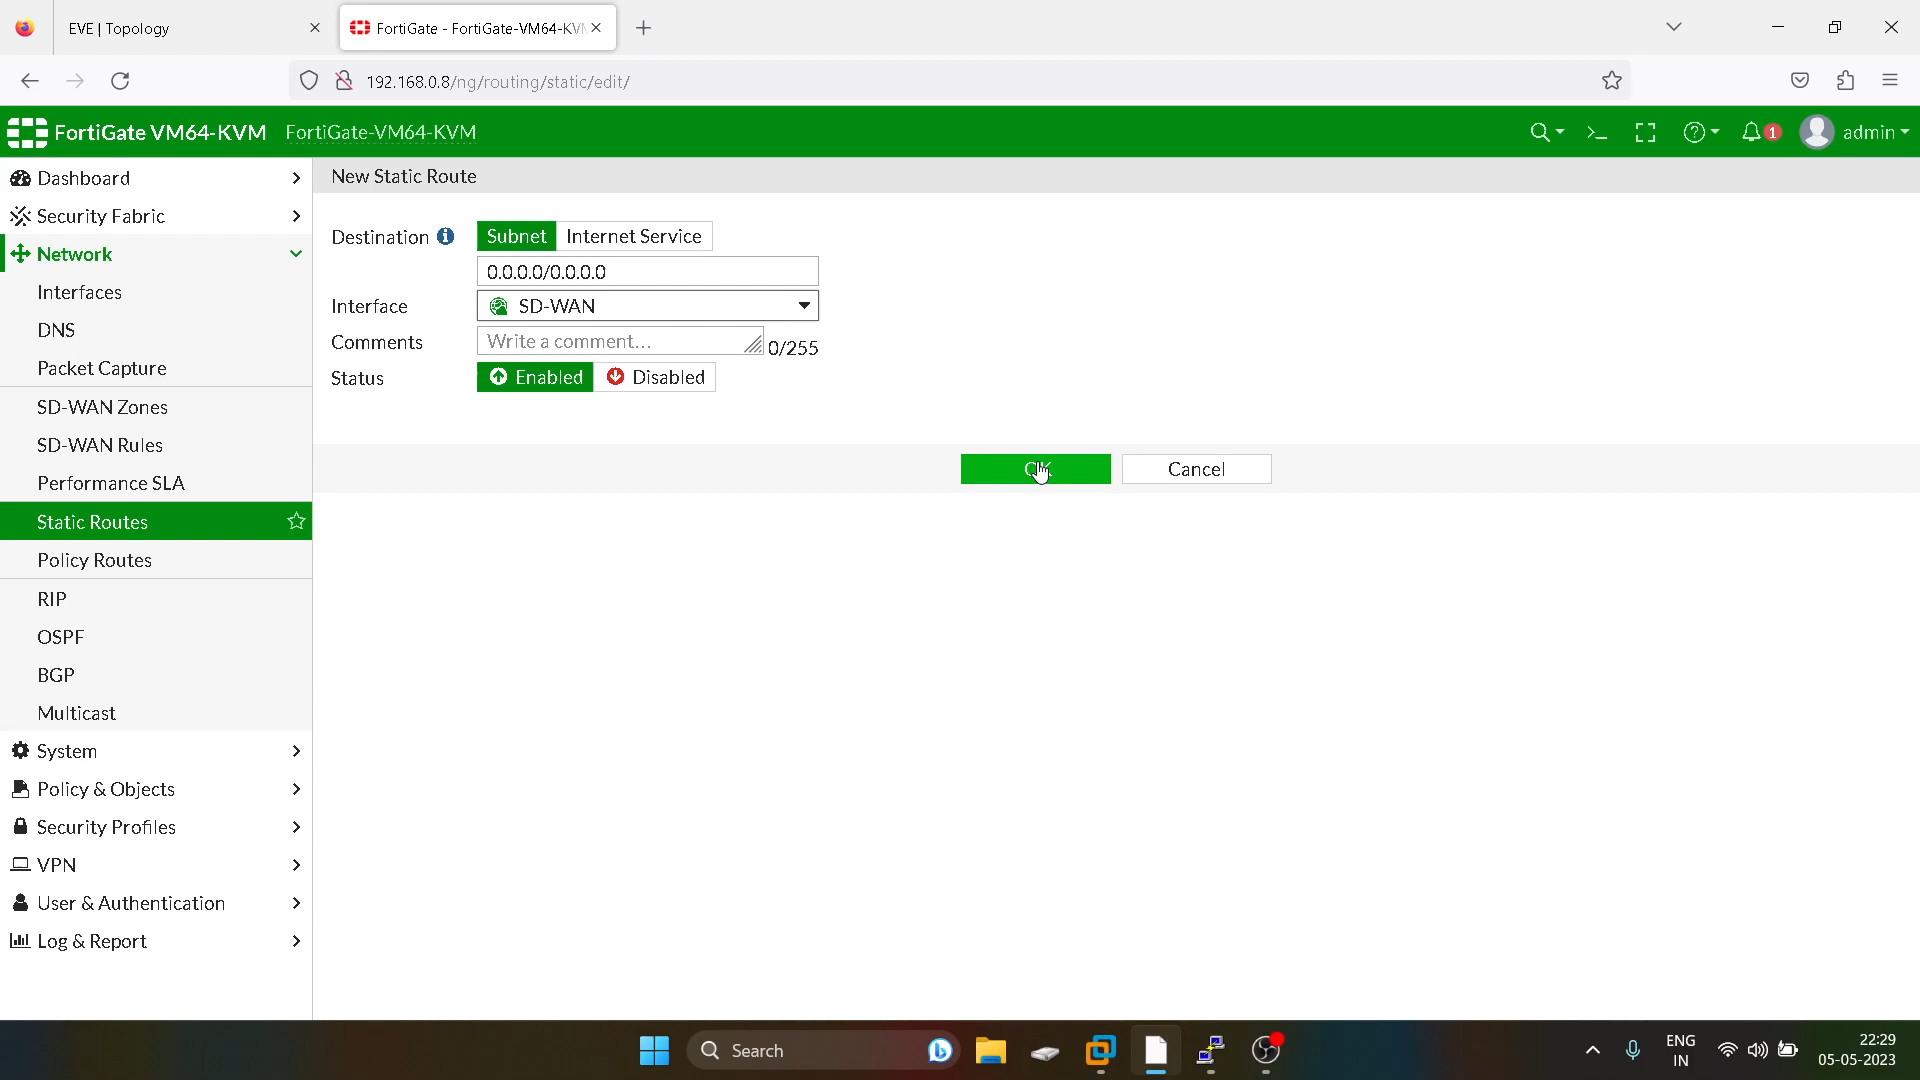 EVE | Topology
FortiGate - FortiGate-VM64-KVM
192.168.0.8/ng/routing/static/edit/
FortiGate VM64-KVM FortiGate-VM64-KVM
1
admin
Dashboard
Security Fabric
Network
Interfaces
DNS
Packet Capture
SD-WAN Zones
SD-WAN Rules
Performance SLA
Static Routes
Policy Routes
RIP
OSPF
BGP
Multicast
System
Policy & Objects
Security Profiles
VPN
User & Authentication
Log & Report
New Static Route
Destination Subnet Internet Service
0.0.0.0/0.0.0.0
Interface SD-WAN
Comments Write a comment... 0/255
Status Enabled Disabled
OK Cancel
Search
ENG
IN
22:29
05-05-2023